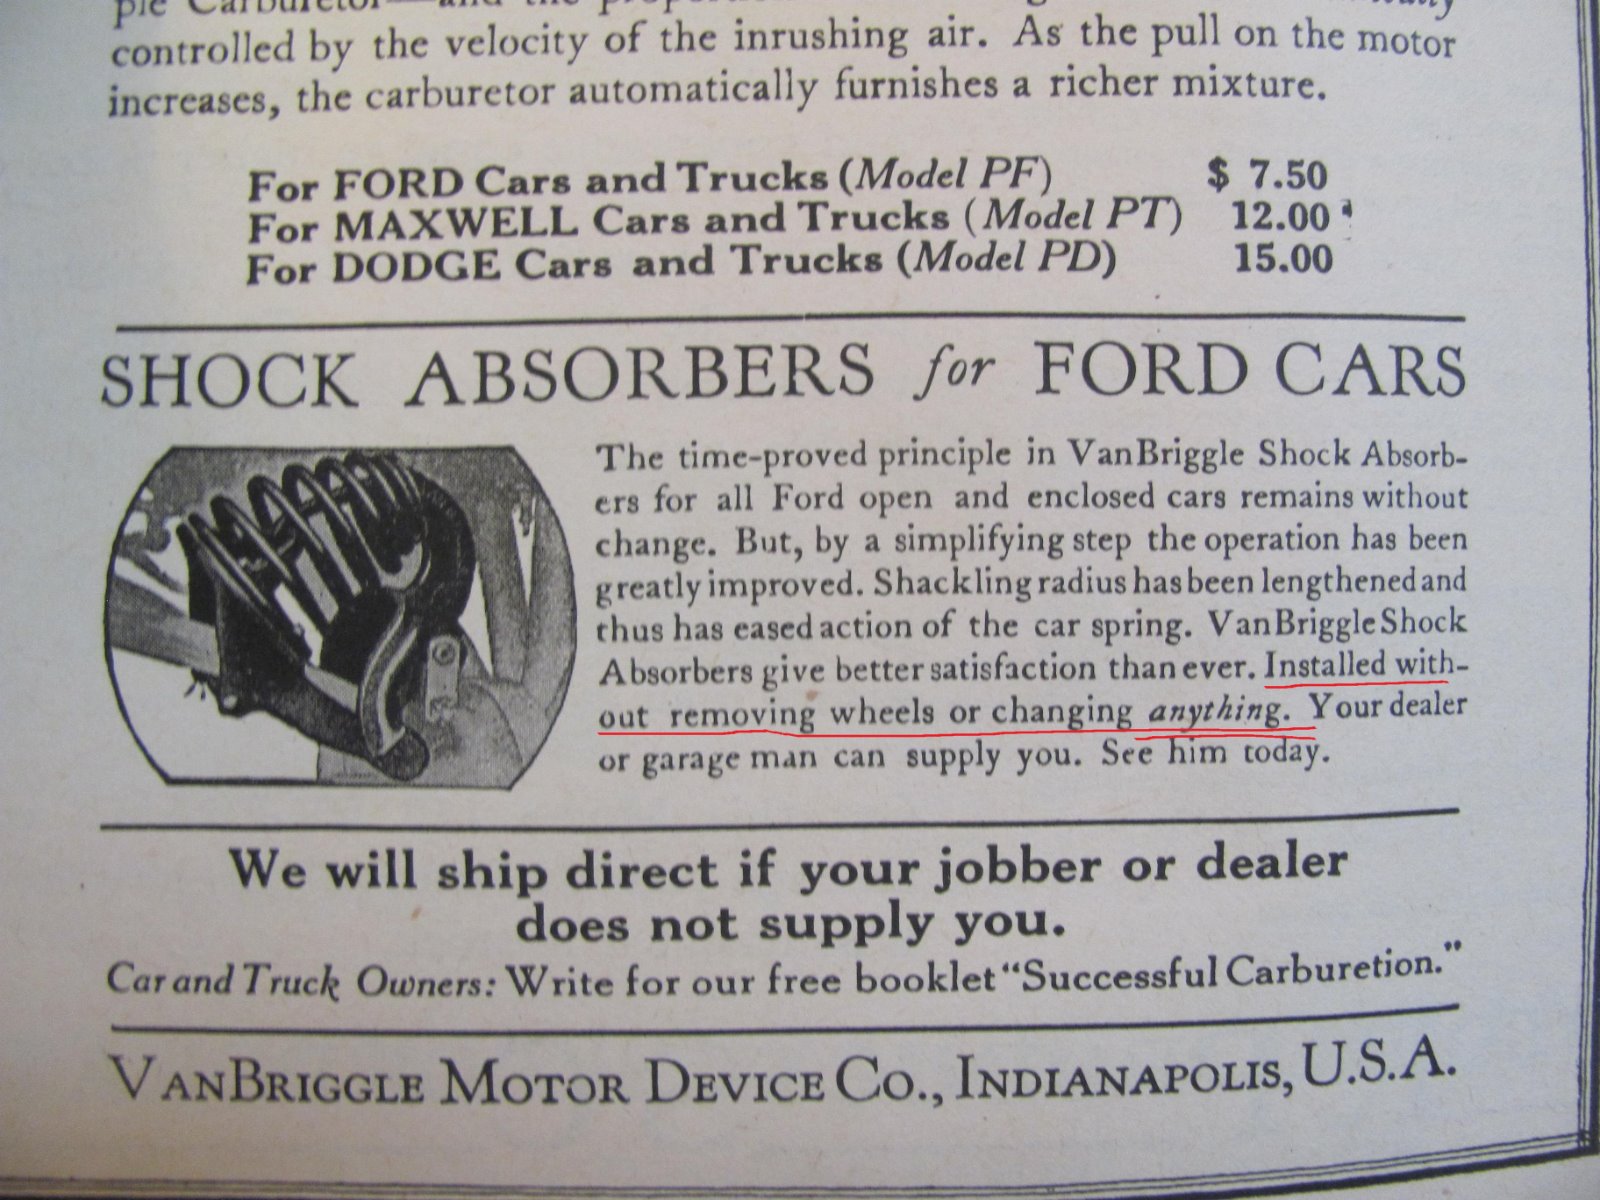 ple Carburetor—and the
controlled by the velocity of the inrushing air. As the pull on the motor
increases, the carburetor automatically furnishes a richer mixture.
For FORD Cars and Trucks (Model PF) $ 7.50
For MAXWELL Cars and Trucks (Model PT) 12.00
For DODGE Cars and Trucks (Model PD) 15.00
SHOCK ABSORBERS for FORD CARS
The time-proved principle in VanBriggle Shock Absorb-
ers for all Ford open and enclosed cars remains without
change. But, by a simplifying step the operation has been
greatly improved. Shackling radius has been lengthened and
thus has eased action of the car spring. VanBriggle Shock
Absorbers give better satisfaction than ever. Installed with-
out removing wheels or changing anything. Your dealer
or garage man can supply you. See him today.
We will ship direct if your jobber or dealer
does not supply you.
Car and Truck Owners: Write for our free booklet "Successful Carburetion."
VANBRIGGLE MOTOR DEVICE CO., INDIANAPOLIS, U.S.A.